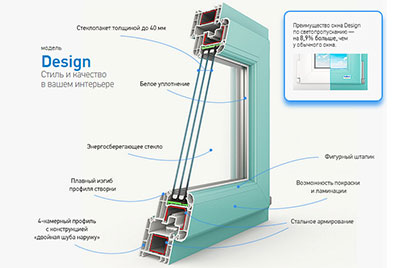 Стеклопакет толщиной до 40 мм
модель
Design
Стиль и качество
в вашем интерьере
Белое уплотнение
Преимущество окна Design
по светопропусканию —
на 8,9% больше, чем
у обычного окна.
Энергосберегающее стекло
Фигурный штапик
Плавный изгиб
профиля створки
Возможность покраски
и ламинации
4-камерный профиль
с конструкцией
«двойная шуба наружу»
Стальное армирование